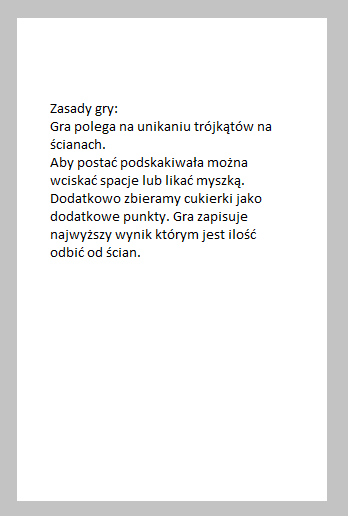 Zasady gry:
Gra polega na unikaniu trójkątów na
ścianach.
Aby postać podskakiwała można
wciskać spacje lub likać myszką.
Dodatkowo zbieramy cukierki jako
dodatkowe punkty. Gra zapisuje
najwyższy wynik którym jest ilość
odbić od ścian.